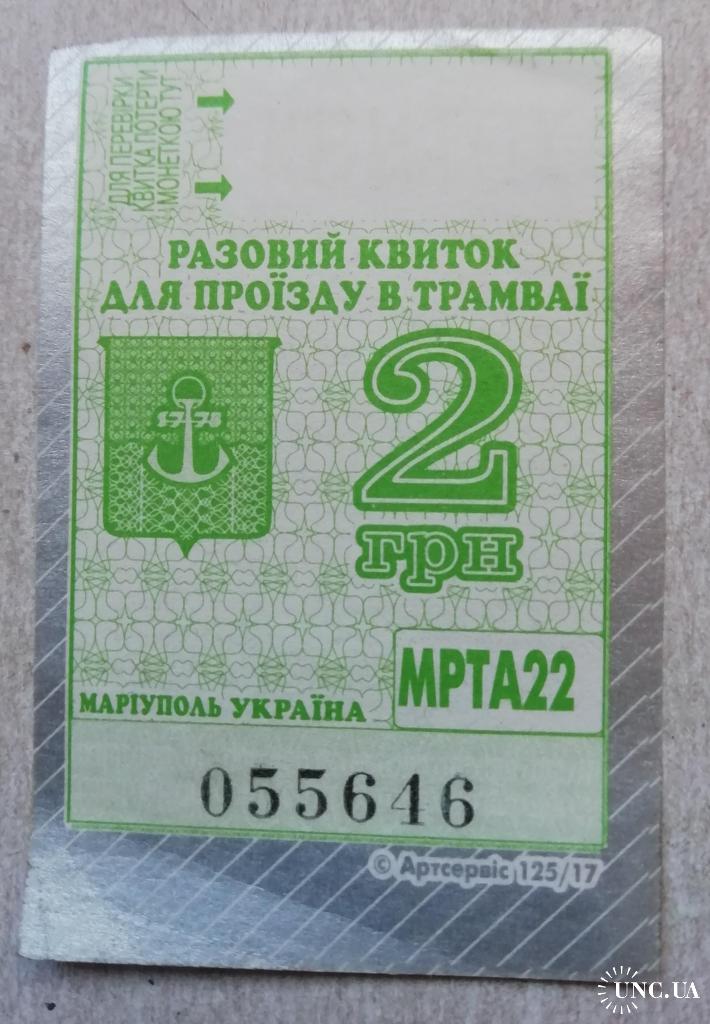 ДЛЯ ПЕРЕВІРКИ
КВИТКА ПОТЕРТИ
МОНЕТКОЮ ТУТ
РАЗОВИЙ КВИТОК
ДЛЯ ПРОЇЗДУ В ТРАМВАЇ
1778
2
грн
МРТА22
МАРІУПОЛЬ УКРАЇНА
055646
© Артсервіс 125/17
UNC.UA